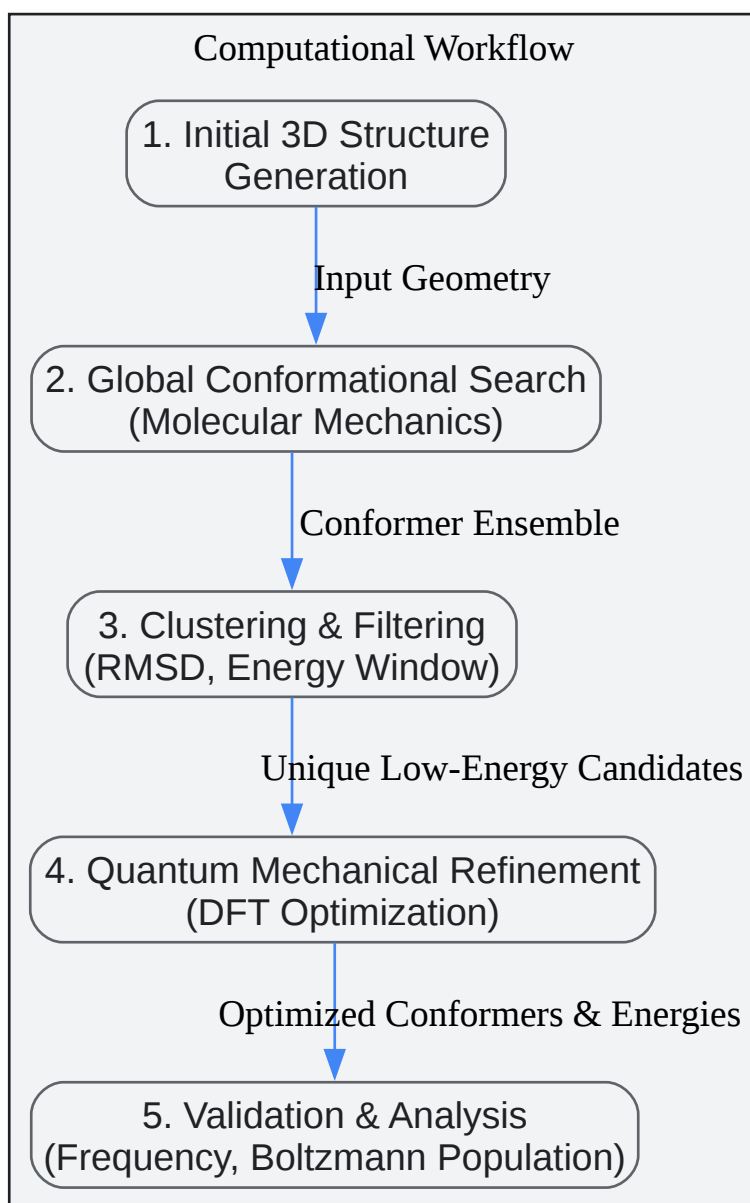 Computational Workflow
1. Initial 3D Structure
Generation
Input Geometry
2. Global Conformational Search
(Molecular Mechanics)
Conformer Ensemble
3. Clustering & Filtering
(RMSD, Energy Window)
Unique Low-Energy Candidates
4. Quantum Mechanical Refinement
(DFT Optimization)
Optimized Conformers & Energies
5. Validation & Analysis
(Frequency, Boltzmann Population)